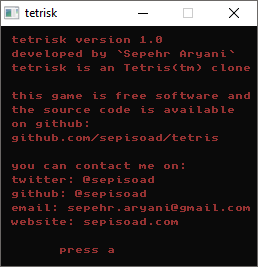 tetrisk
tetrisk version 1.0
developed by `Sepehr Aryani`
tetrisk is an Tetris(tm) clone
this game is free software and
the source code is available
on github:
github.com/sepisoad/tetris
you can contact me on:
twitter: @sepisoad
github: @sepisoad
email: sepehr.aryani@gmail.com
website: sepisoad.com
press a